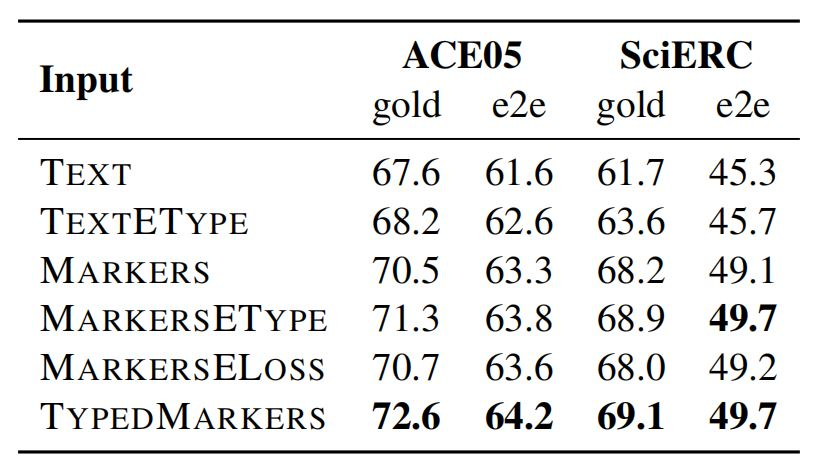 Input ACE05 SciERC
gold e2e gold e2e
TEXT 67.6 61.6 61.7 45.3
TEXTETYPE 68.2 62.6 63.6 45.7
MARKERS 70.5 63.3 68.2 49.1
MARKERSETYPE 71.3 63.8 68.9 49.7
MARKERSELOSS 70.7 63.6 68.0 49.2
TYPEDMARKERS 72.6 64.2 69.1 49.7